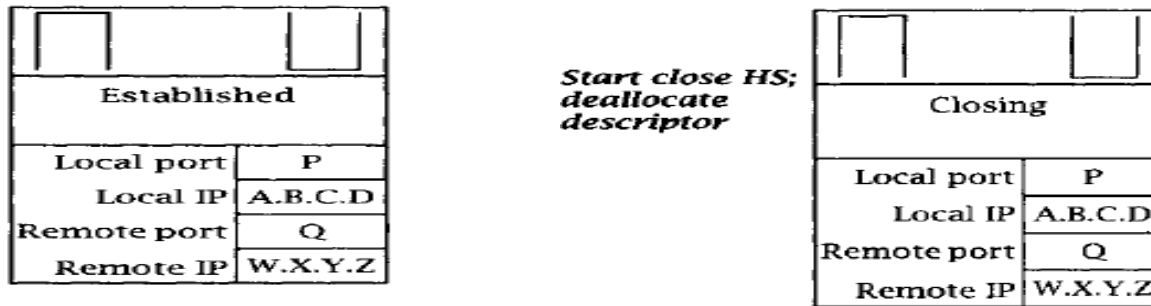 Established
Local port P
Local IP A.B.C.D
Remote port Q
Remote IP W.X.Y.Z
Start close HS;
deallocate
descriptor
Closing
Local port P
Local IP A.B.C.D
Remote port Q
Remote IP W.X.Y.Z